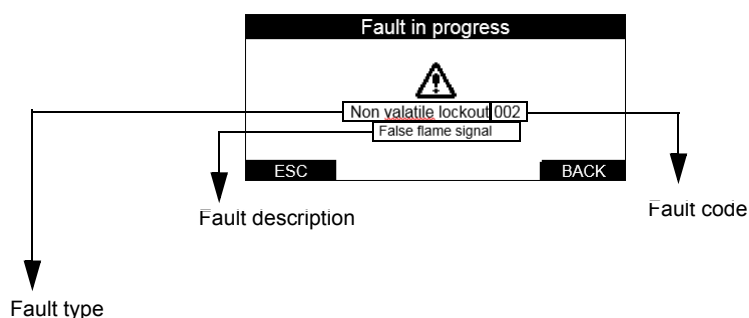 Fault in progress
Non valatile lockout 002
False flame signal
ESC BACK
Fault description
Fault code
Fault type